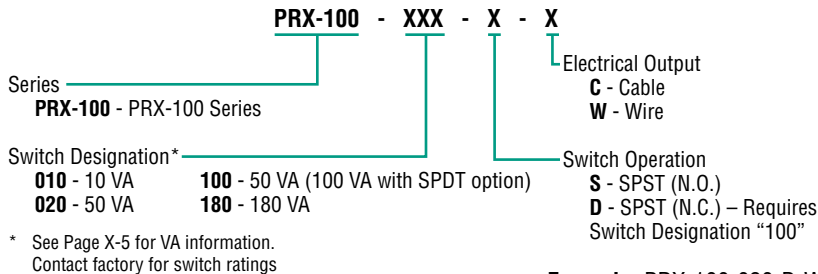 PRX-100 - XXX - X - X
Series
PRX-100 - PRX-100 Series
Switch Designation*
010 - 10 VA 100 - 50 VA (100 VA with SPDT option)
020 - 50 VA 180 - 180 VA
* See Page X-5 for VA information.
Contact factory for switch ratings
Electrical Output
C - Cable
W - Wire
Switch Operation
S - SPST (N.O.)
D - SPST (N.C.) – Requires
Switch Designation “100”